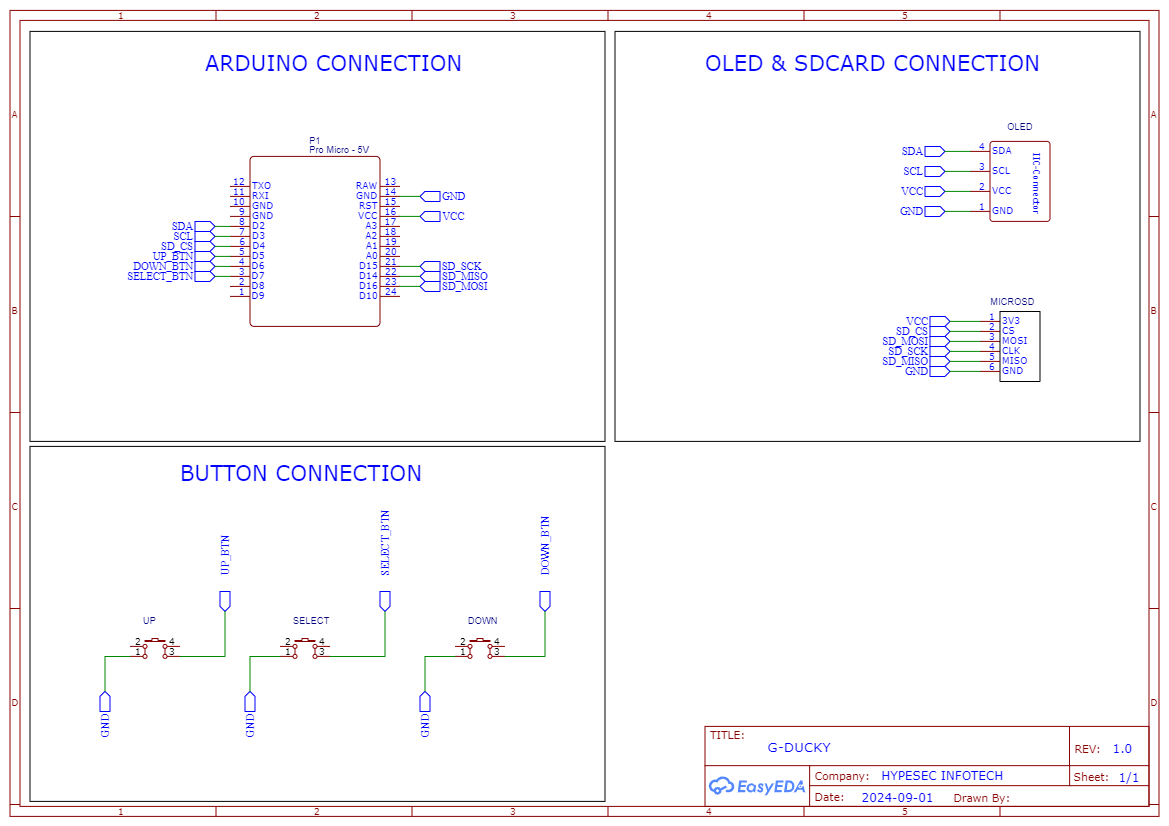 1 2 3 4 5
A A
B B
C C
D D
ARDUINO CONNECTION
P1
Pro Micro - 5V
12 TXO
11 RXI
10 GND
9 GND
SDA 8 D2
SCL 7 D3
SD_CS 6 D4
UP_BTN 5 D5
DOWN_BTN 4 D6
SELECT_BTN 3 D7
2 D8
1 D9
RAW 13
GND 14 GND
RST 15
VCC 16 VCC
A3 17
A2 18
A1 19
A0 20
D15 21 SD_SCK
D14 22 SD_MISO
D16 23 SD_MOSI
D10 24
OLED & SDCARD CONNECTION
OLED
SDA 4 SDA
SCL 3 SCL
VCC 2 VCC
GND 1 GND
IIC-Connector
MICROSD
VCC 1 3V3
SD_CS 2 CS
SD_MOSI 3 MOSI
SD_SCK 4 CLK
SD_MISO 5 MISO
GND 6 GND
BUTTON CONNECTION
UP_BTN
SELECT_BTN
DOWN_BTN
UP
2 4
1 3
GND
SELECT
2 4
1 3
GND
DOWN
2 4
1 3
GND
TITLE:
G-DUCKY
REV: 1.0
EasyEDA
Company: HYPESEC INFOTECH
Sheet: 1/1
Date: 2024-09-01 Drawn By:
1 2 3 4 5